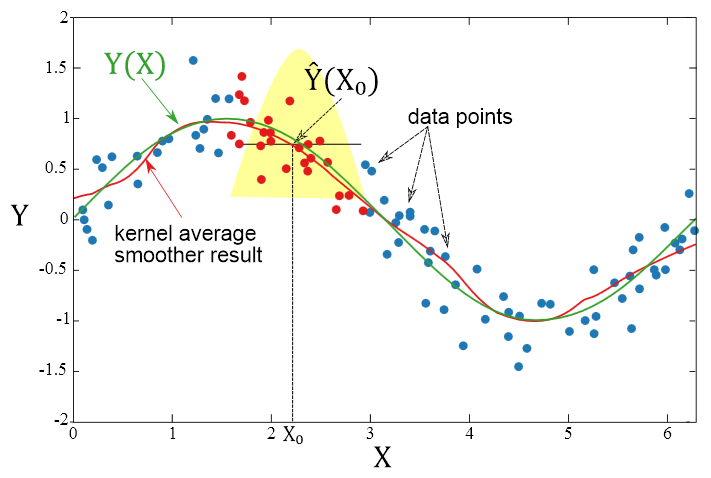 2
1.5
1
0.5
0
-0.5
-1
-1.5
-2
Y
Y(X)
Ŷ(X₀)
data points
kernel average
smoother result
0
1
2
X₀
3
4
5
6
X